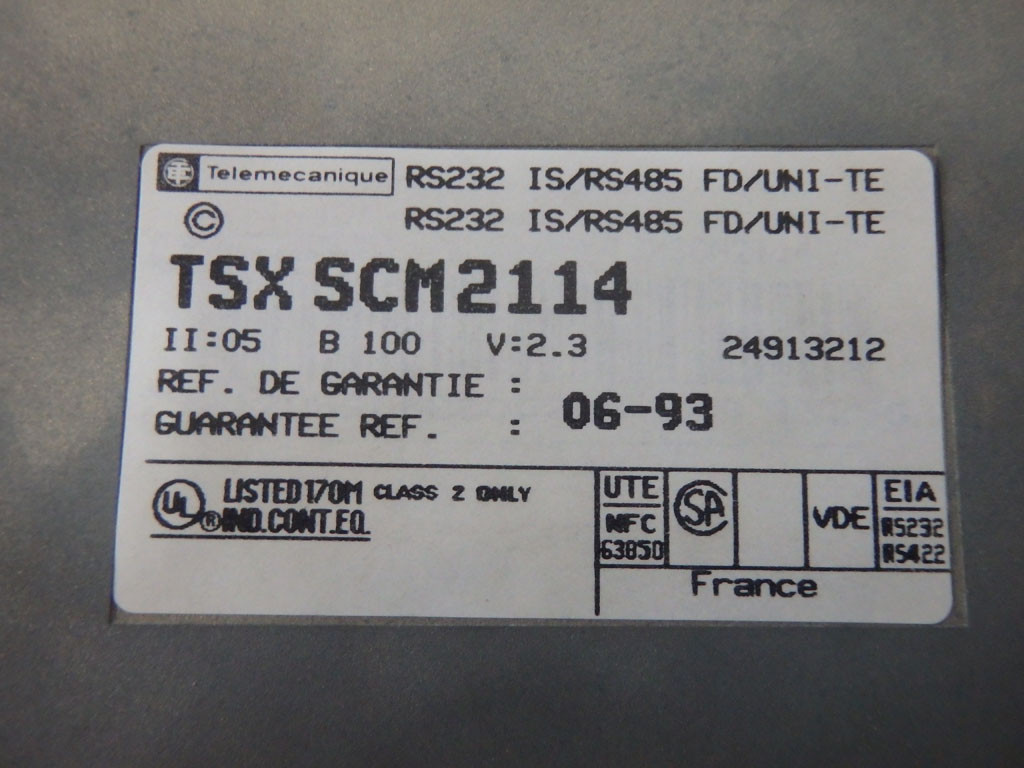 Telemecanique RS232 IS/RS485 FD/UNI-TE
© RS232 IS/RS485 FD/UNI-TE
TSX SCM2114
II:05 B 100 V:2.3 24913212
REF. DE GARANTIE :
GUARANTEE REF. : 06-93
UL LISTED 170M CLASS 2 ONLY
® IND.CONT.EQ.
UTE
NFC
63850
SA
VDE
EIA
RS232
RS422
France